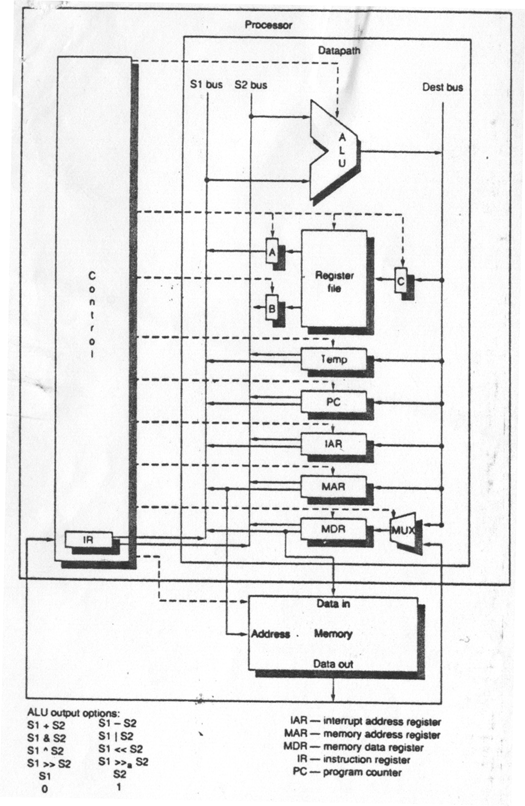 Processor
Datapath
S1 bus
S2 bus
Dest bus
A
L
U
C
o
n
t
r
o
l
A
Register
file
C
B
Temp
PC
IAR
MAR
MDR
MUX
IR
Data in
Address
Memory
Data out
ALU output options:
S1 + S2
S1 – S2
S1 & S2
S1 | S2
S1 ^ S2
S1 << S2
S1 >> S2
S1 >>a S2
S1
S2
0
1
IAR — interrupt address register
MAR — memory address register
MDR — memory data register
IR — instruction register
PC — program counter